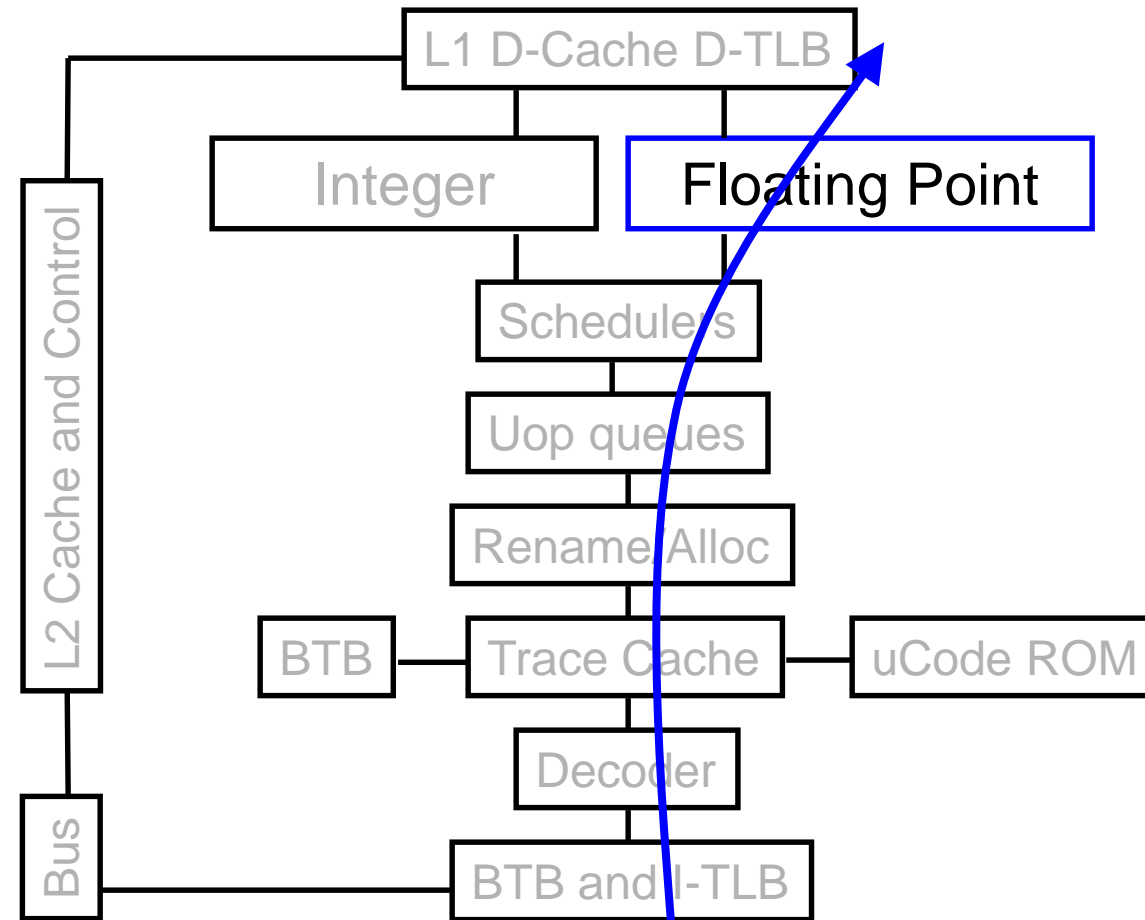 L1 D-Cache D-TLB
Integer
Floating Point
L2 Cache and Control
Schedulers
Uop queues
Rename/Alloc
BTB
Trace Cache
uCode ROM
Decoder
Bus
BTB and I-TLB